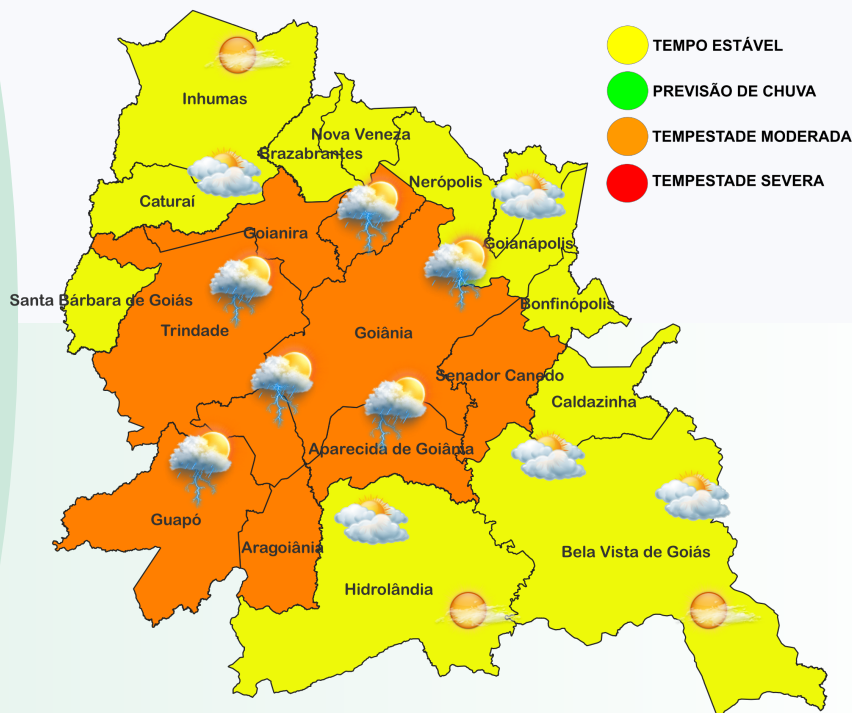 TEMPO ESTÁVEL
PREVISÃO DE CHUVA
TEMPESTADE MODERADA
TEMPESTADE SEVERA
Inhumas
Nova Veneza
Brazabrantes
Nerópolis
Caturaí
Goianira
Goianápolis
Santa Bárbara de Goiás
Bonfinópolis
Trindade
Goiânia
Senador Canedo
Caldazinha
Aparecida de Goiânia
Guapó
Aragoiânia
Bela Vista de Goiás
Hidrolândia